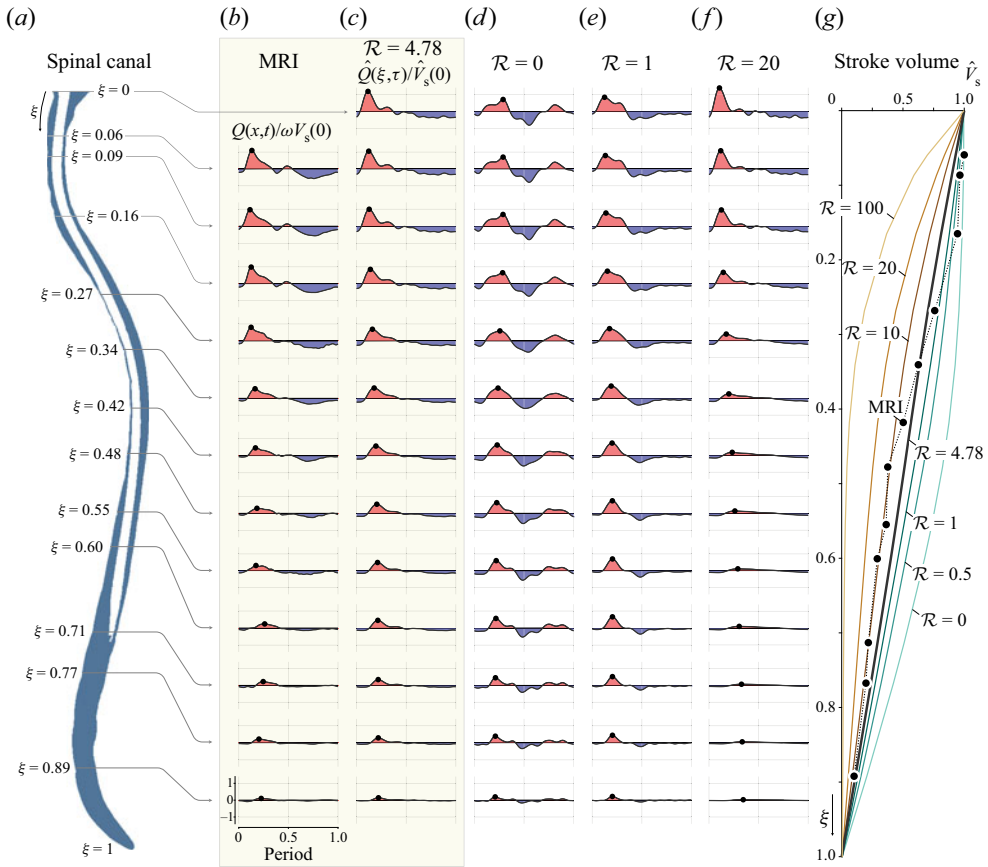 (a) (b) (c) (d) (e) (f) (g)
Spinal canal
MRI
ℛ = 4.78
Q̂(ξ,τ)/V̂s(0)
ℛ = 0
ℛ = 1
ℛ = 20
Stroke volume V̂s
0 0.5 1.0
ξ
ξ = 0
ξ = 0.06
ξ = 0.09
ξ = 0.16
ξ = 0.27
ξ = 0.34
ξ = 0.42
ξ = 0.48
ξ = 0.55
ξ = 0.60
ξ = 0.71
ξ = 0.77
ξ = 0.89
ξ = 1
Q(x,t)/ωVs(0)
1
0
−1
0 0.5 1.0
Period
ℛ = 100
0.2
ℛ = 20
ℛ = 10
0.4
MRI
ℛ = 4.78
ℛ = 1
0.6
ℛ = 0.5
ℛ = 0
0.8
ξ
1.0